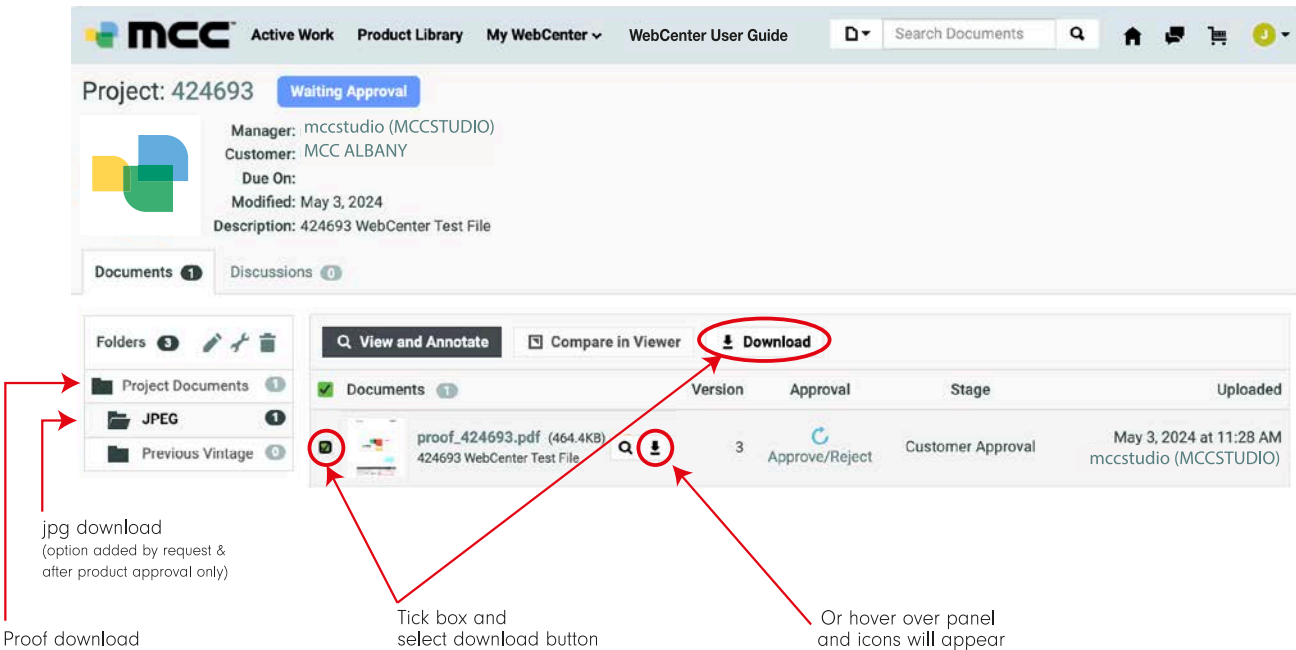 mcc Active Work Product Library My WebCenter WebCenter User Guide Search Documents J
Project: 424693 Waiting Approval
Manager: mccstudio (MCCSTUDIO)
Customer: MCC ALBANY
Due On:
Modified: May 3, 2024
Description: 424693 WebCenter Test File
Documents 1 Discussions 0
Folders 3 View and Annotate Compare in Viewer Download
Project Documents 1 Documents 1 Version Approval Stage Uploaded
JPEG 1
Previous Vintage 0
proof_424693.pdf (464.4KB) 3 Approve/Reject Customer Approval May 3, 2024 at 11:28 AM
424693 WebCenter Test File mccstudio (MCCSTUDIO)
jpg download
(option added by request &
after product approval only)
Proof download
Tick box and
select download button
Or hover over panel
and icons will appear